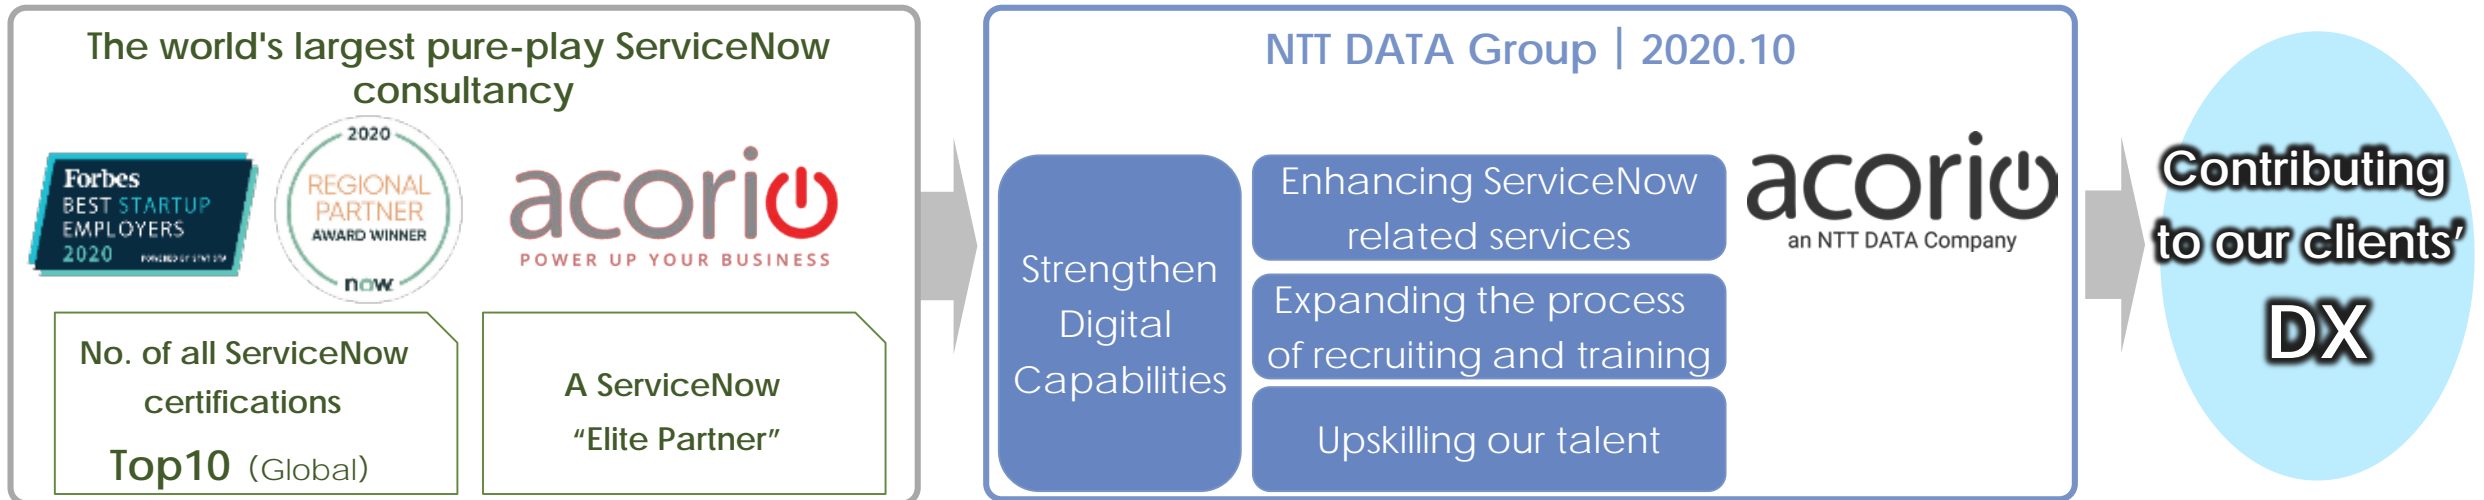 The world's largest pure-play ServiceNow
consultancy
Forbes
BEST STARTUP
EMPLOYERS
2020
POWERED BY STATISTA
2020
REGIONAL
PARTNER
AWARD WINNER
now
acorio
POWER UP YOUR BUSINESS
No. of all ServiceNow
certifications
Top10 (Global)
A ServiceNow
“Elite Partner”
NTT DATA Group | 2020.10
Strengthen
Digital
Capabilities
Enhancing ServiceNow
related services
Expanding the process
of recruiting and training
Upskilling our talent
acorio
an NTT DATA Company
Contributing
to our clients’
DX